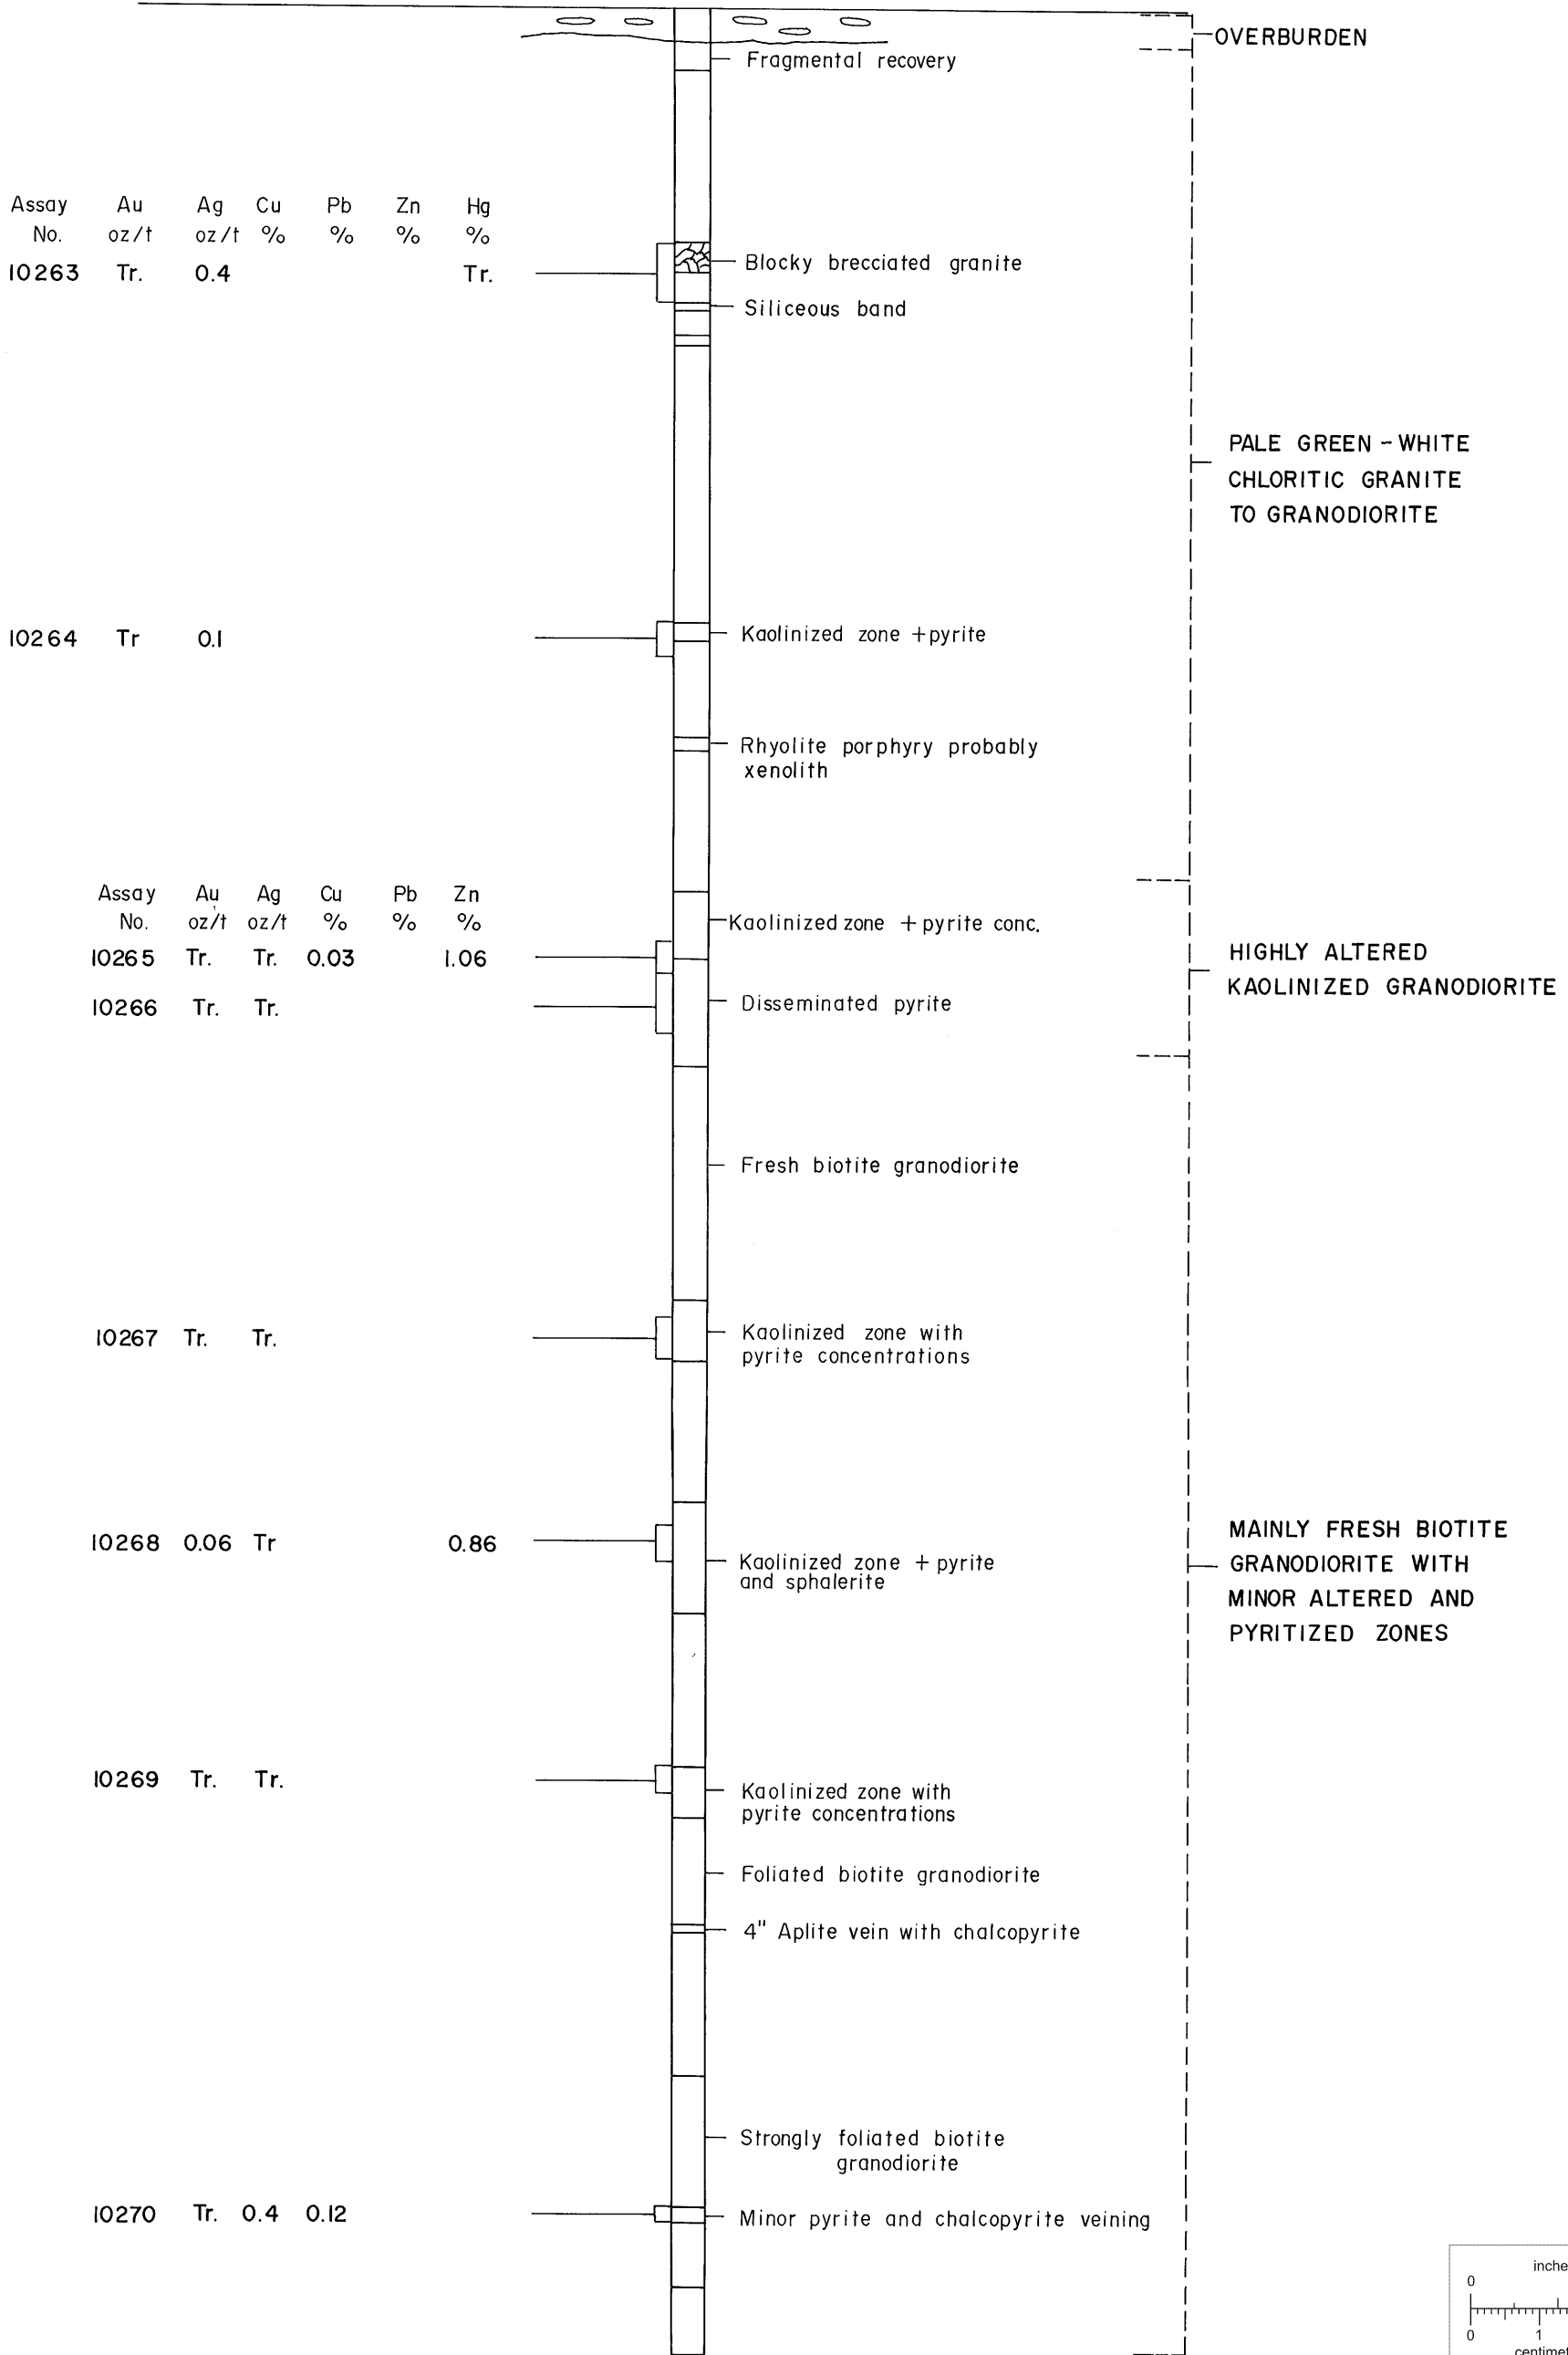 OVERBURDEN
Fragmental recovery
Assay Au Ag Cu Pb Zn Hg
No. oz/t oz/t % % % %
10263 Tr. 0.4 Tr.
Blocky brecciated granite
Siliceous band
PALE GREEN - WHITE
CHLORITIC GRANITE
TO GRANODIORITE
10264 Tr 0.1
Kaolinized zone + pyrite
Rhyolite porphyry probably
xenolith
Assay Au Ag Cu Pb Zn
No. oz/t oz/t % % %
10265 Tr. Tr. 0.03 1.06
Kaolinized zone + pyrite conc.
10266 Tr. Tr.
Disseminated pyrite
HIGHLY ALTERED
KAOLINIZED GRANODIORITE
Fresh biotite granodiorite
10267 Tr. Tr.
Kaolinized zone with
pyrite concentrations
10268 0.06 Tr 0.86
Kaolinized zone + pyrite
and sphalerite
MAINLY FRESH BIOTITE
GRANODIORITE WITH
MINOR ALTERED AND
PYRITIZED ZONES
10269 Tr. Tr.
Kaolinized zone with
pyrite concentrations
Foliated biotite granodiorite
4" Aplite vein with chalcopyrite
Strongly foliated biotite
granodiorite
10270 Tr. 0.4 0.12
Minor pyrite and chalcopyrite veining
inche
0
0 1
centimet